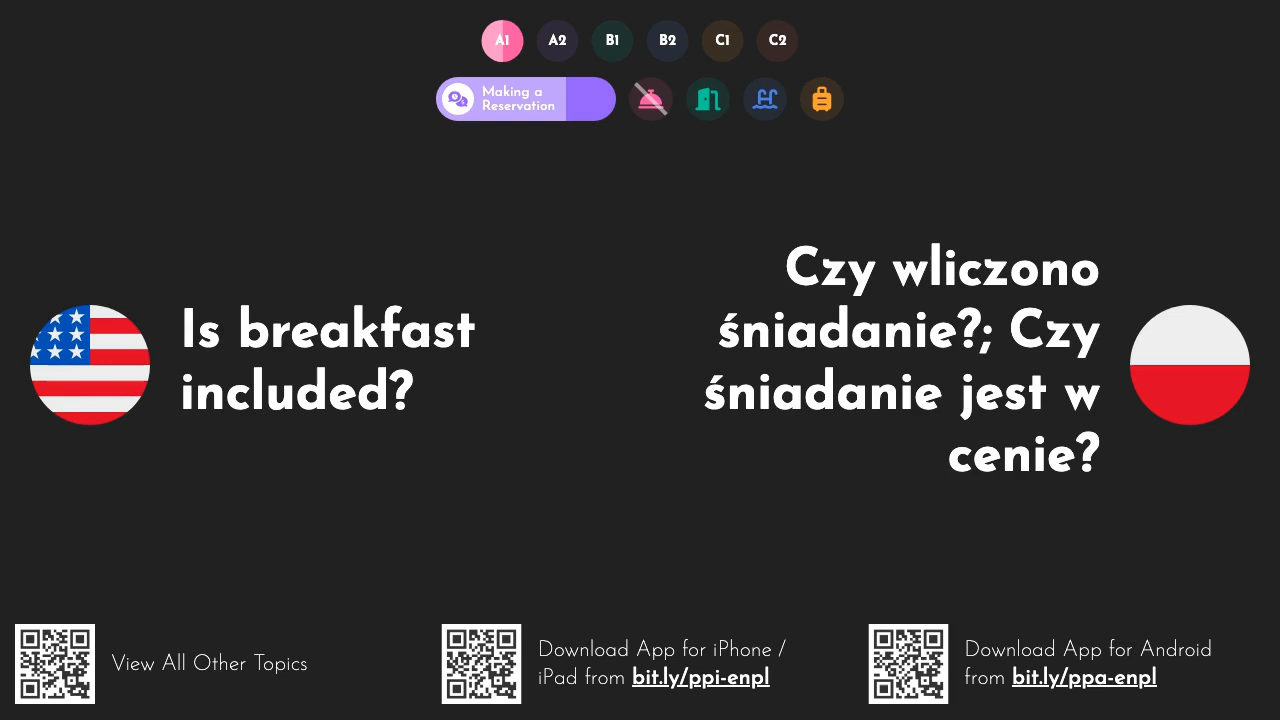 A1 A2 B1 B2 C1 C2
Making a
Reservation
Is breakfast
included?
Czy wliczono
śniadanie?; Czy
śniadanie jest w
cenie?
View All Other Topics
Download App for iPhone /
iPad from bit.ly/ppi-enpl
Download App for Android
from bit.ly/ppa-enpl